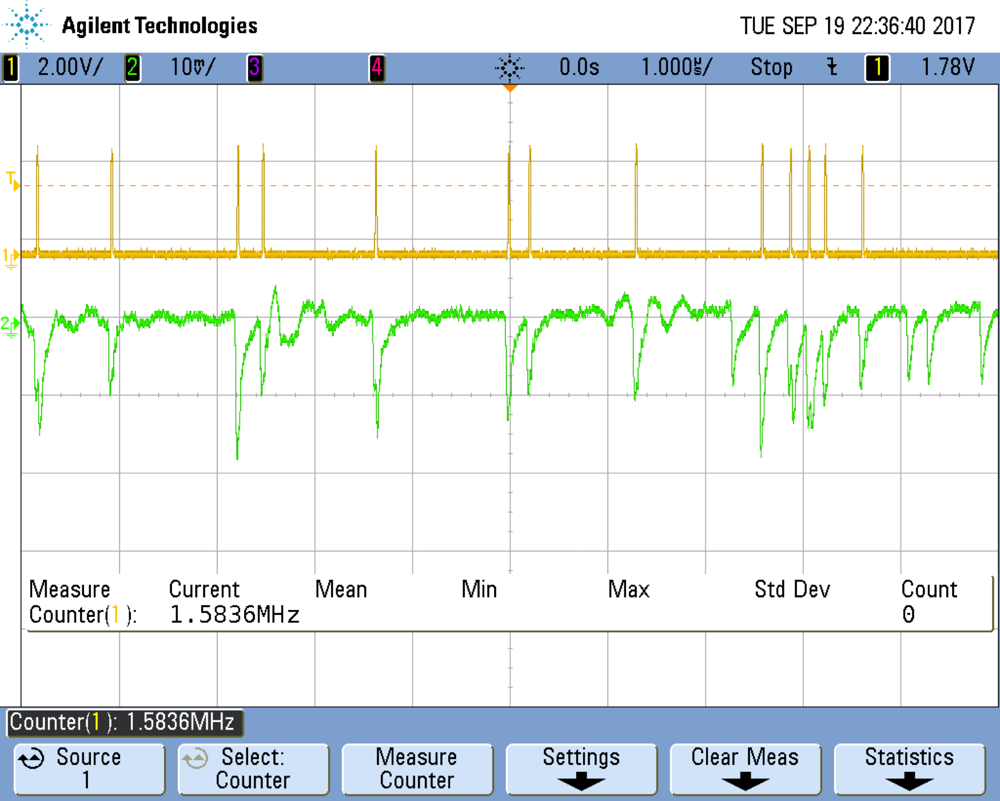 Agilent Technologies TUE SEP 19 22:36:40 2017
1 2.00V/ 2 10mV/ 3 4 0.0s 1.000µs/ Stop 1 1.78V
T
1
2
Measure Current Mean Min Max Std Dev Count
Counter(1): 1.5836MHz 0
Counter(1): 1.5836MHz
Source Select: Measure Settings Clear Meas Statistics
1 Counter Counter